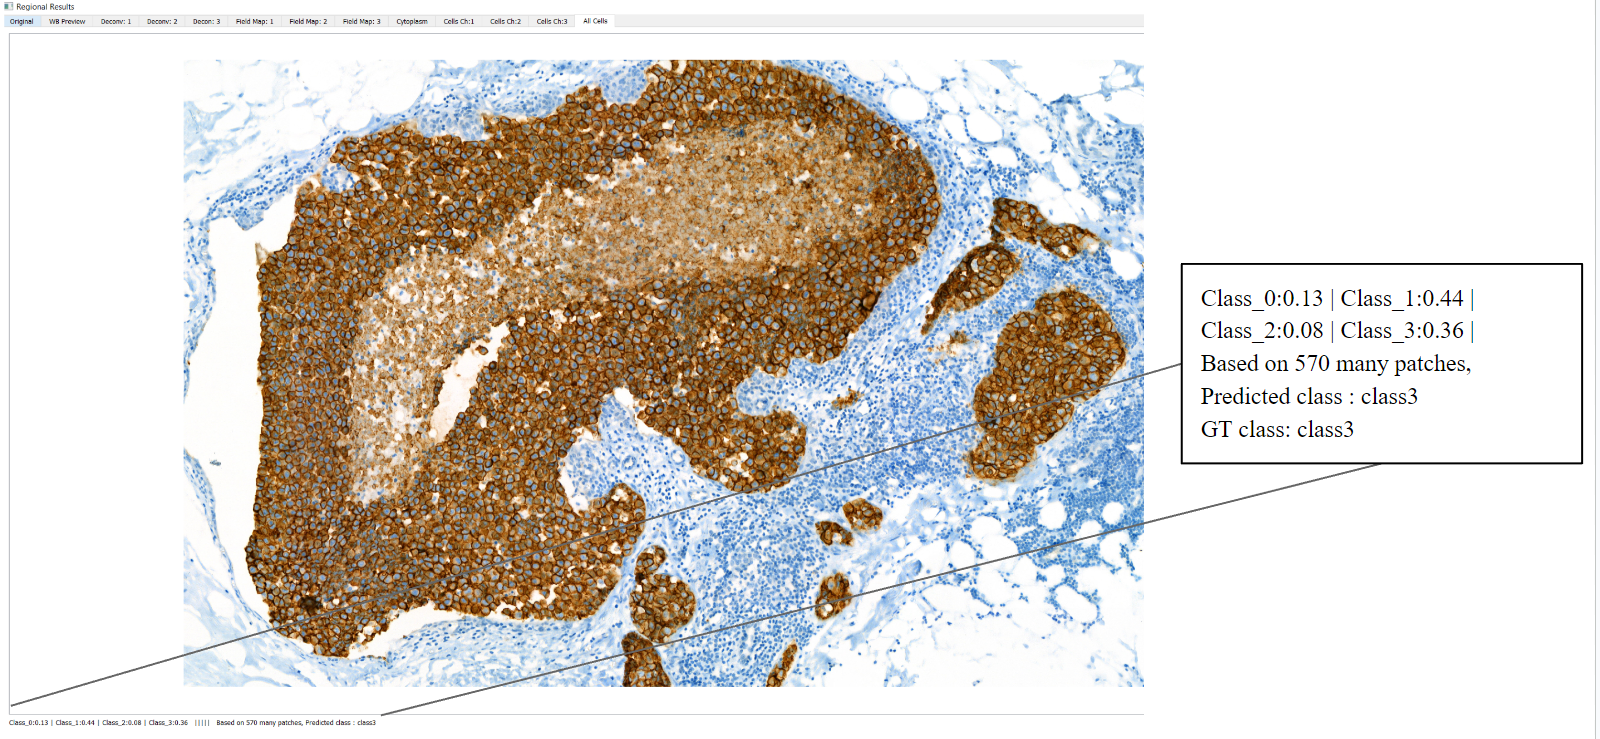 Regional Results
Original WB Preview Deconv: 1 Deconv: 2 Decon: 3 Field Map: 1 Field Map: 2 Field Map: 3 Cytoplasm Cells Ch:1 Cells Ch:2 Cells Ch:3 All Cells
Class_0:0.13 | Class_1:0.44 |
Class_2:0.08 | Class_3:0.36 |
Based on 570 many patches,
Predicted class : class3
GT class: class3
Class_0:0.13 | Class_1:0.44 | Class_2:0.08 | Class_3:0.36 ||||| Based on 570 many patches, Predicted class : class3